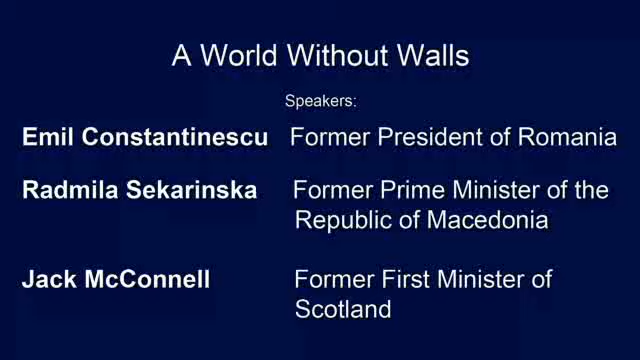 A World Without Walls
Speakers:
Emil Constantinescu Former President of Romania
Radmila Sekarinska Former Prime Minister of the
Republic of Macedonia
Jack McConnell Former First Minister of
Scotland